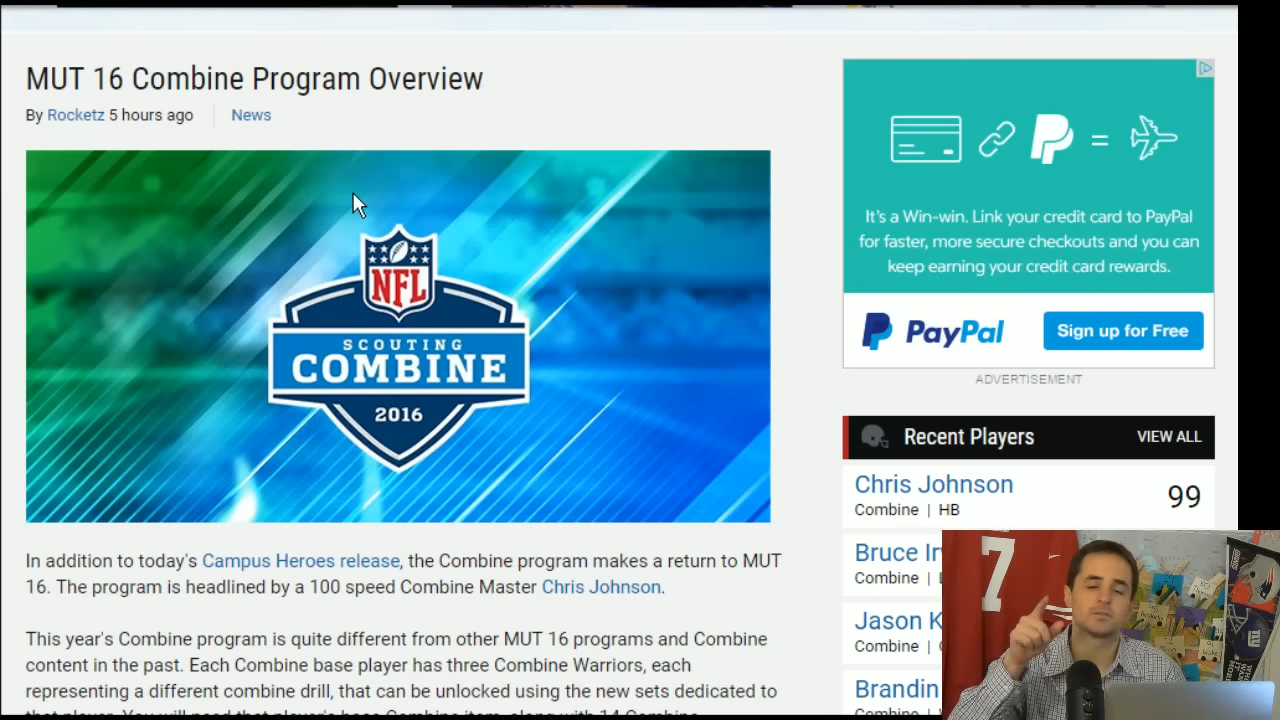 MUT 16 Combine Program Overview
By Rocketz 5 hours ago
News
NFL
SCOUTING
COMBINE
2016
In addition to today's Campus Heroes release, the Combine program makes a return to MUT
16. The program is headlined by a 100 speed Combine Master Chris Johnson.
This year's Combine program is quite different from other MUT 16 programs and Combine
content in the past. Each Combine base player has three Combine Warriors, each
representing a different combine drill, that can be unlocked using the new sets dedicated to
It's a Win-win. Link your credit card to PayPal
for faster, more secure checkouts and you can
keep earning your credit card rewards.
PayPal
Sign up for Free
ADVERTISEMENT
Recent Players
VIEW ALL
Chris Johnson
99
Combine | HB
Bruce
Combine |
Jason
Combine |
Brandin
7